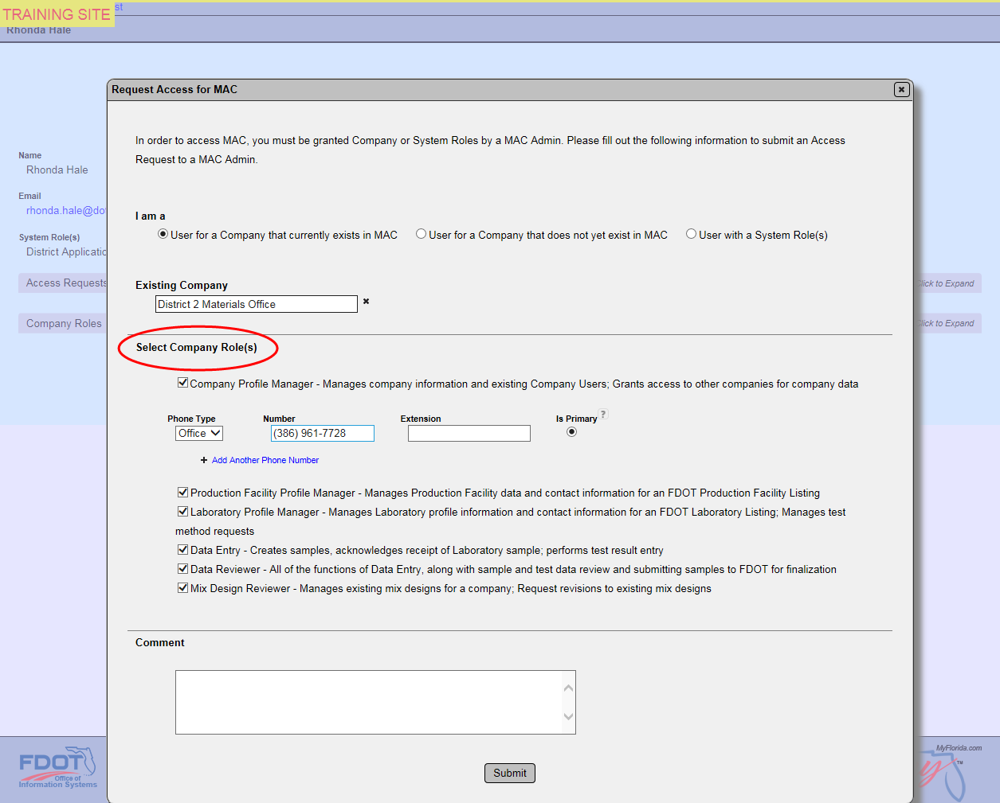 st
TRAINING SITE
Rhonda Hale
Request Access for MAC
In order to access MAC, you must be granted Company or System Roles by a MAC Admin. Please fill out the following information to submit an Access
Request to a MAC Admin.
Name
Rhonda Hale
Email
rhonda.hale@do
System Role(s)
District Applicatio
Access Requests
Click to Expand
Company Roles
Click to Expand
I am a
User for a Company that currently exists in MAC
User for a Company that does not yet exist in MAC
User with a System Role(s)
Existing Company
District 2 Materials Office
Select Company Role(s)
Company Profile Manager - Manages company information and existing Company Users; Grants access to other companies for company data
Phone Type Number Extension Is Primary ?
Office (386) 961-7728
+ Add Another Phone Number
Production Facility Profile Manager - Manages Production Facility data and contact information for an FDOT Production Facility Listing
Laboratory Profile Manager - Manages Laboratory profile information and contact information for an FDOT Laboratory Listing; Manages test
method requests
Data Entry - Creates samples, acknowledges receipt of Laboratory sample; performs test result entry
Data Reviewer - All of the functions of Data Entry, along with sample and test data review and submitting samples to FDOT for finalization
Mix Design Reviewer - Manages existing mix designs for a company; Request revisions to existing mix designs
Comment
Submit
FDOT
Office of
Information Systems
MyFlorida.com
TM